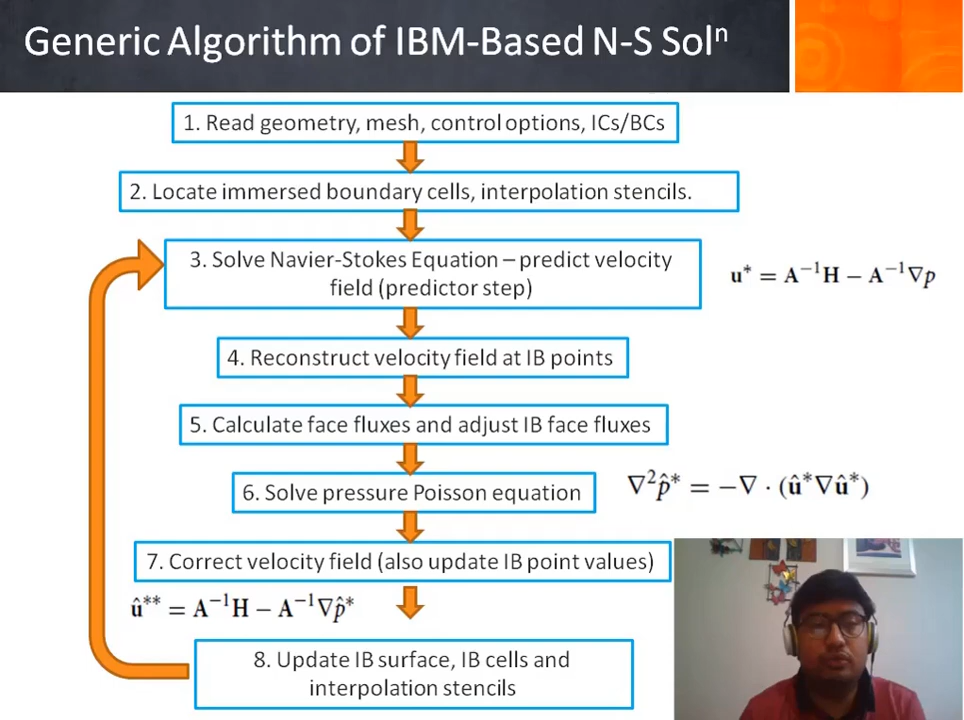 Generic Algorithm of IBM-Based N-S Solⁿ
1. Read geometry, mesh, control options, ICs/BCs
2. Locate immersed boundary cells, interpolation stencils.
3. Solve Navier-Stokes Equation – predict velocity
field (predictor step)
u* = A⁻¹H − A⁻¹∇p
4. Reconstruct velocity field at IB points
5. Calculate face fluxes and adjust IB face fluxes
6. Solve pressure Poisson equation
∇²p̂* = −∇ · (û*∇û*)
7. Correct velocity field (also update IB point values)
û** = A⁻¹H − A⁻¹∇p̂*
8. Update IB surface, IB cells and
interpolation stencils